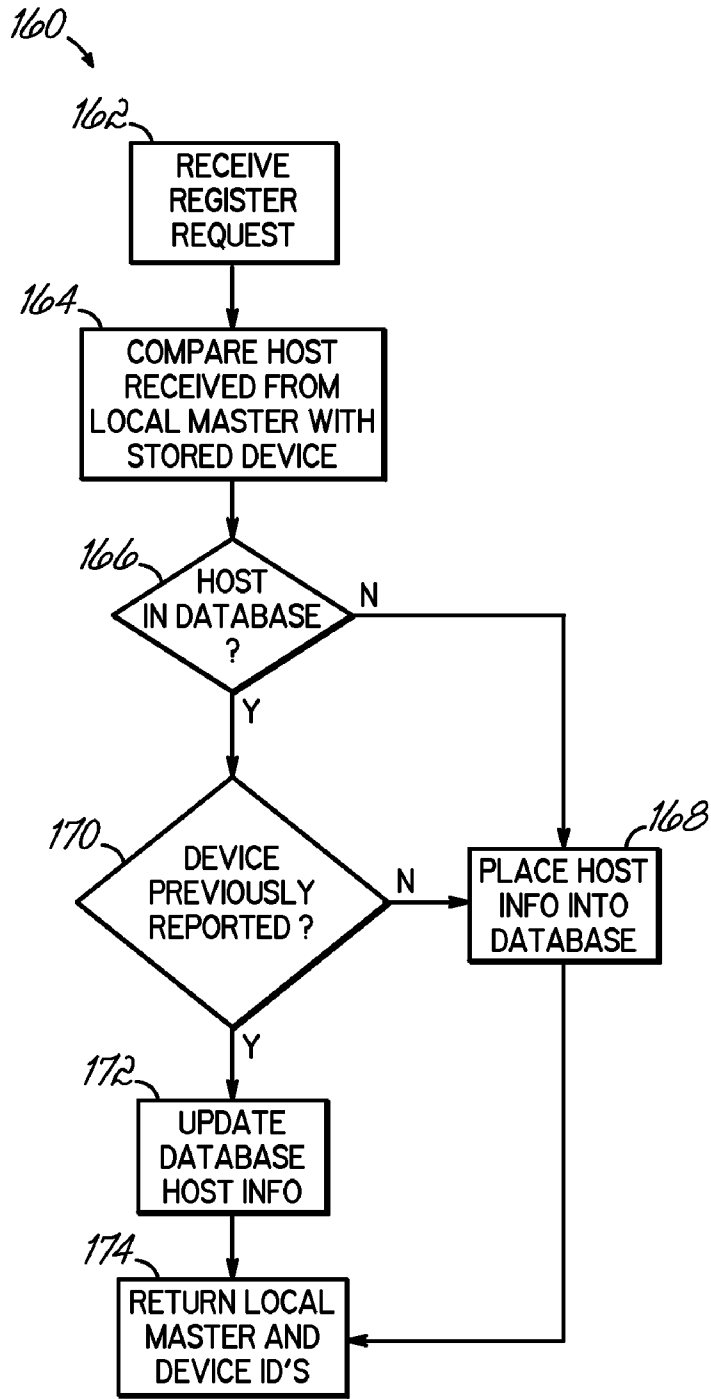 160
162
RECEIVE
REGISTER
REQUEST
164
COMPARE HOST
RECEIVED FROM
LOCAL MASTER WITH
STORED DEVICE
166
HOST
IN DATABASE
?
N
Y
170
DEVICE
PREVIOUSLY
REPORTED ?
N
168
PLACE HOST
INFO INTO
DATABASE
Y
172
UPDATE
DATABASE
HOST INFO
174
RETURN LOCAL
MASTER AND
DEVICE ID'S